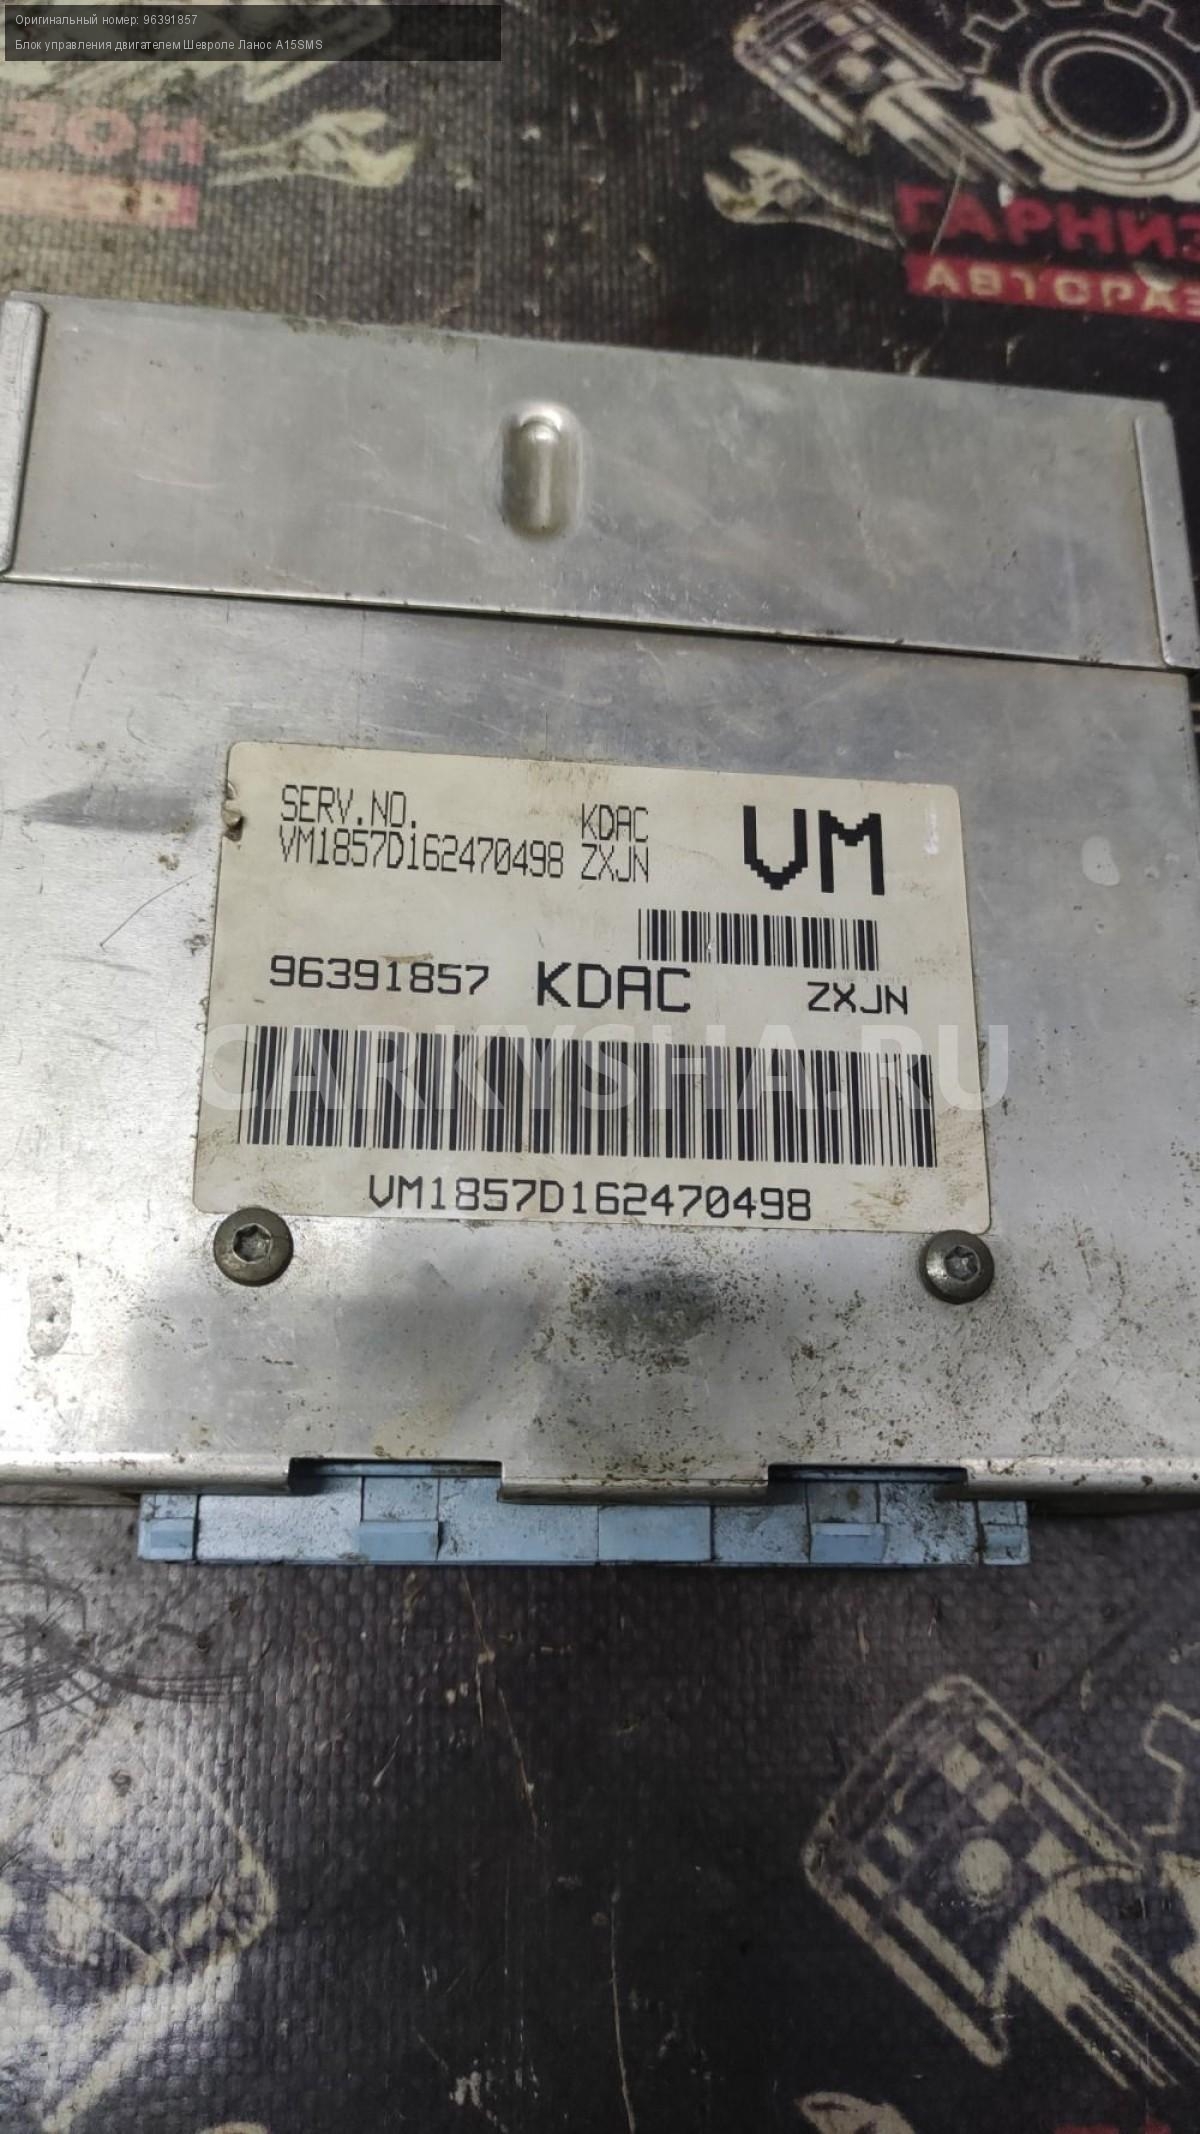 Оригинальный номер: 96391857
Блок управления двигателем Шевроле Ланос A15SMS
ЗОН
ГАРНИЗ
АВТОРАЗ
SERV.NO. KDAC
VM1857D162470498 ZXJN
VM
96391857 KDAC ZXJN
CARKYSHA.RU
VM1857D162470498